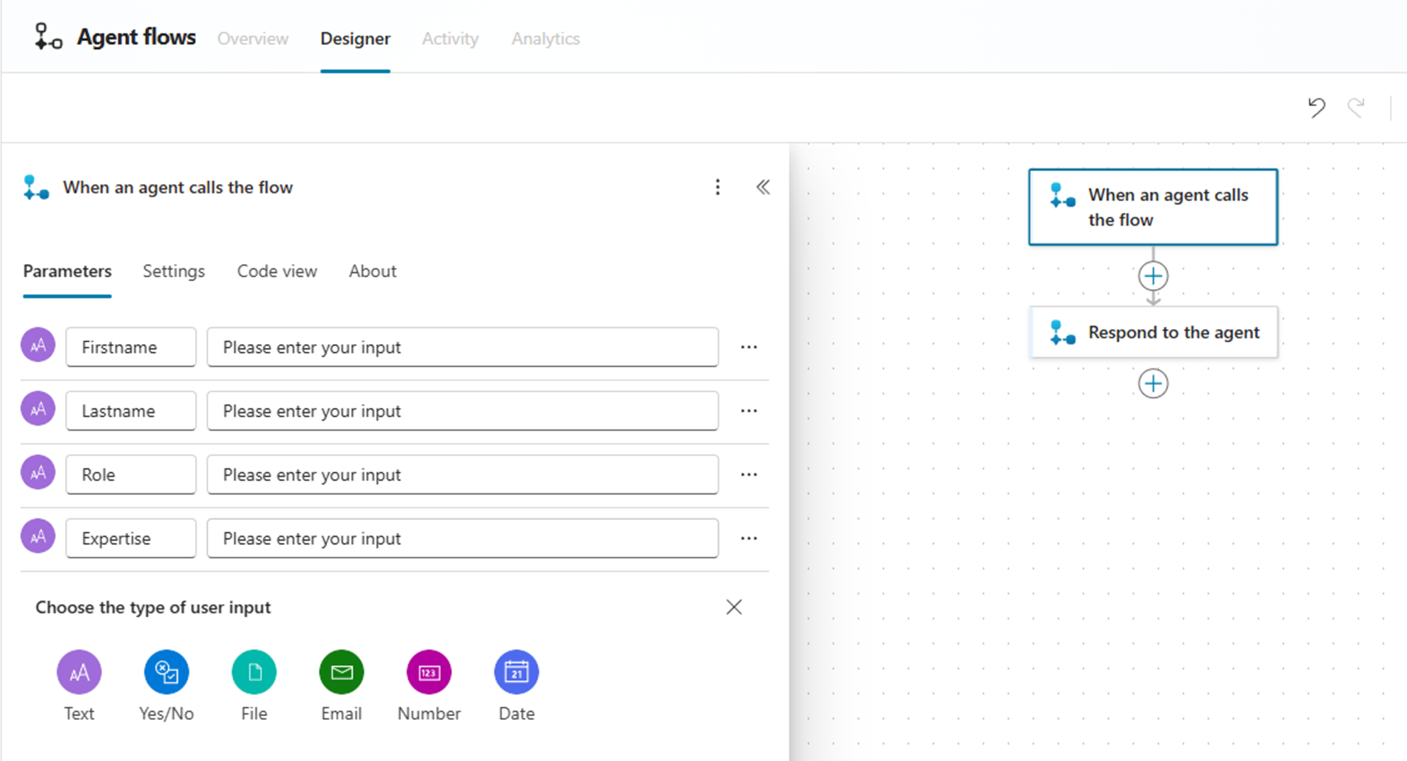 Agent flows Overview Designer Activity Analytics
When an agent calls the flow
Parameters Settings Code view About
Firstname Please enter your input
Lastname Please enter your input
Role Please enter your input
Expertise Please enter your input
Choose the type of user input
AA Text
Yes/No
File
Email
123 Number
21 Date
When an agent calls
the flow
Respond to the agent